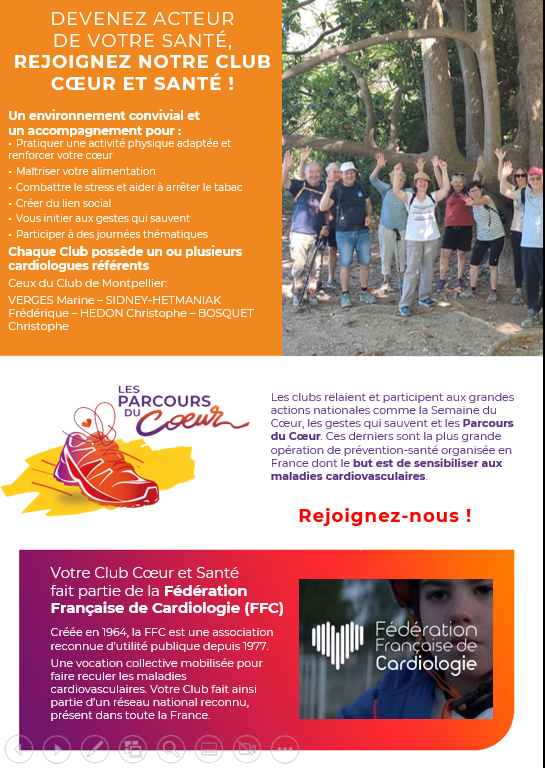 DEVENEZ ACTEUR
DE VOTRE SANTÉ,
REJOIGNEZ NOTRE CLUB
CŒUR ET SANTÉ !
Un environnement convivial et
un accompagnement pour :
• Pratiquer une activité physique adaptée et
renforcer votre cœur
• Maîtriser votre alimentation
• Combattre le stress et aider à arrêter le tabac
• Créer du lien social
• Vous initier aux gestes qui sauvent
• Participer à des journées thématiques
Chaque Club possède un ou plusieurs
cardiologues référents
Ceux du Club de Montpellier:
VERGES Marine – SIDNEY-HETMANIAK
Frédérique – HEDON Christophe – BOSQUET
Christophe
LES
PARCOURS
DU Cœur
Les clubs relaient et participent aux grandes
actions nationales comme la Semaine du
Cœur, les gestes qui sauvent et les Parcours
du Cœur. Ces derniers sont la plus grande
opération de prévention-santé organisée en
France dont le but est de sensibiliser aux
maladies cardiovasculaires.
Rejoignez-nous !
Votre Club Cœur et Santé
fait partie de la Fédération
Française de Cardiologie (FFC)
Créée en 1964, la FFC est une association
reconnue d'utilité publique depuis 1977.
Une vocation collective mobilisée pour
faire reculer les maladies
cardiovasculaires. Votre Club fait ainsi
partie d'un réseau national reconnu,
présent dans toute la France.
Fédération
Française de
Cardiologie